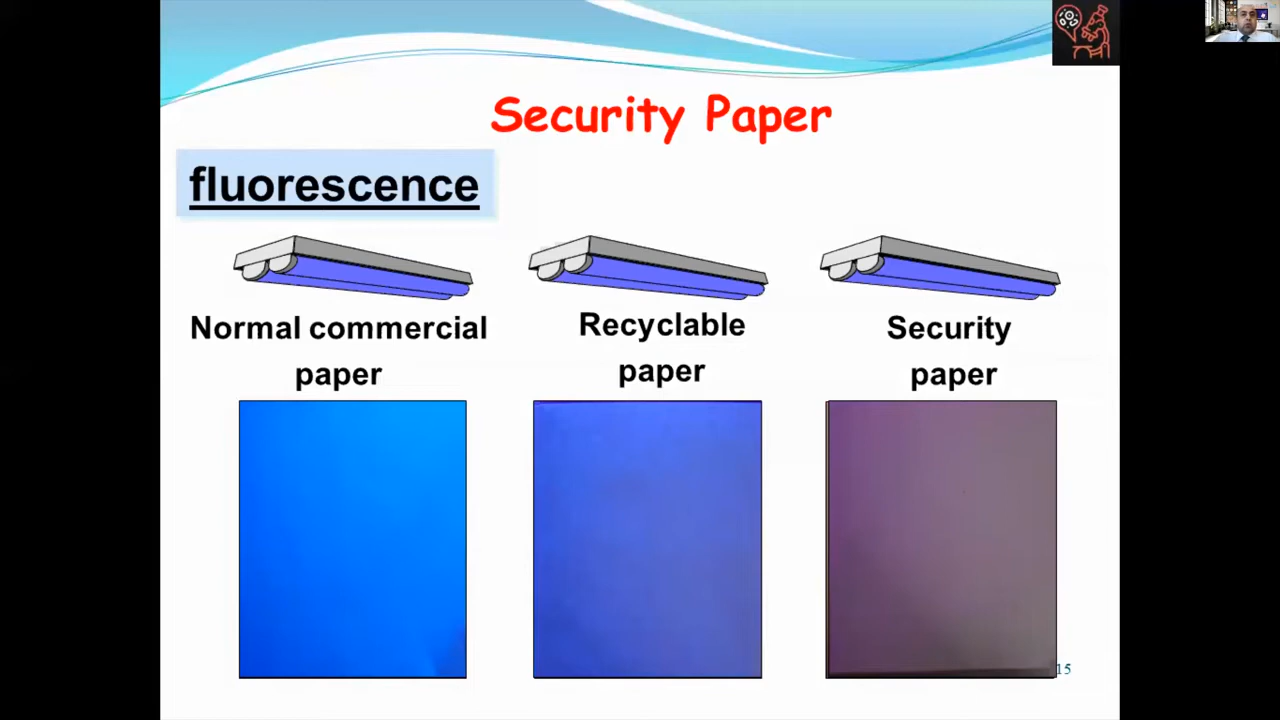 Security Paper
fluorescence
Normal commercial
paper
Recyclable
paper
Security
paper
15